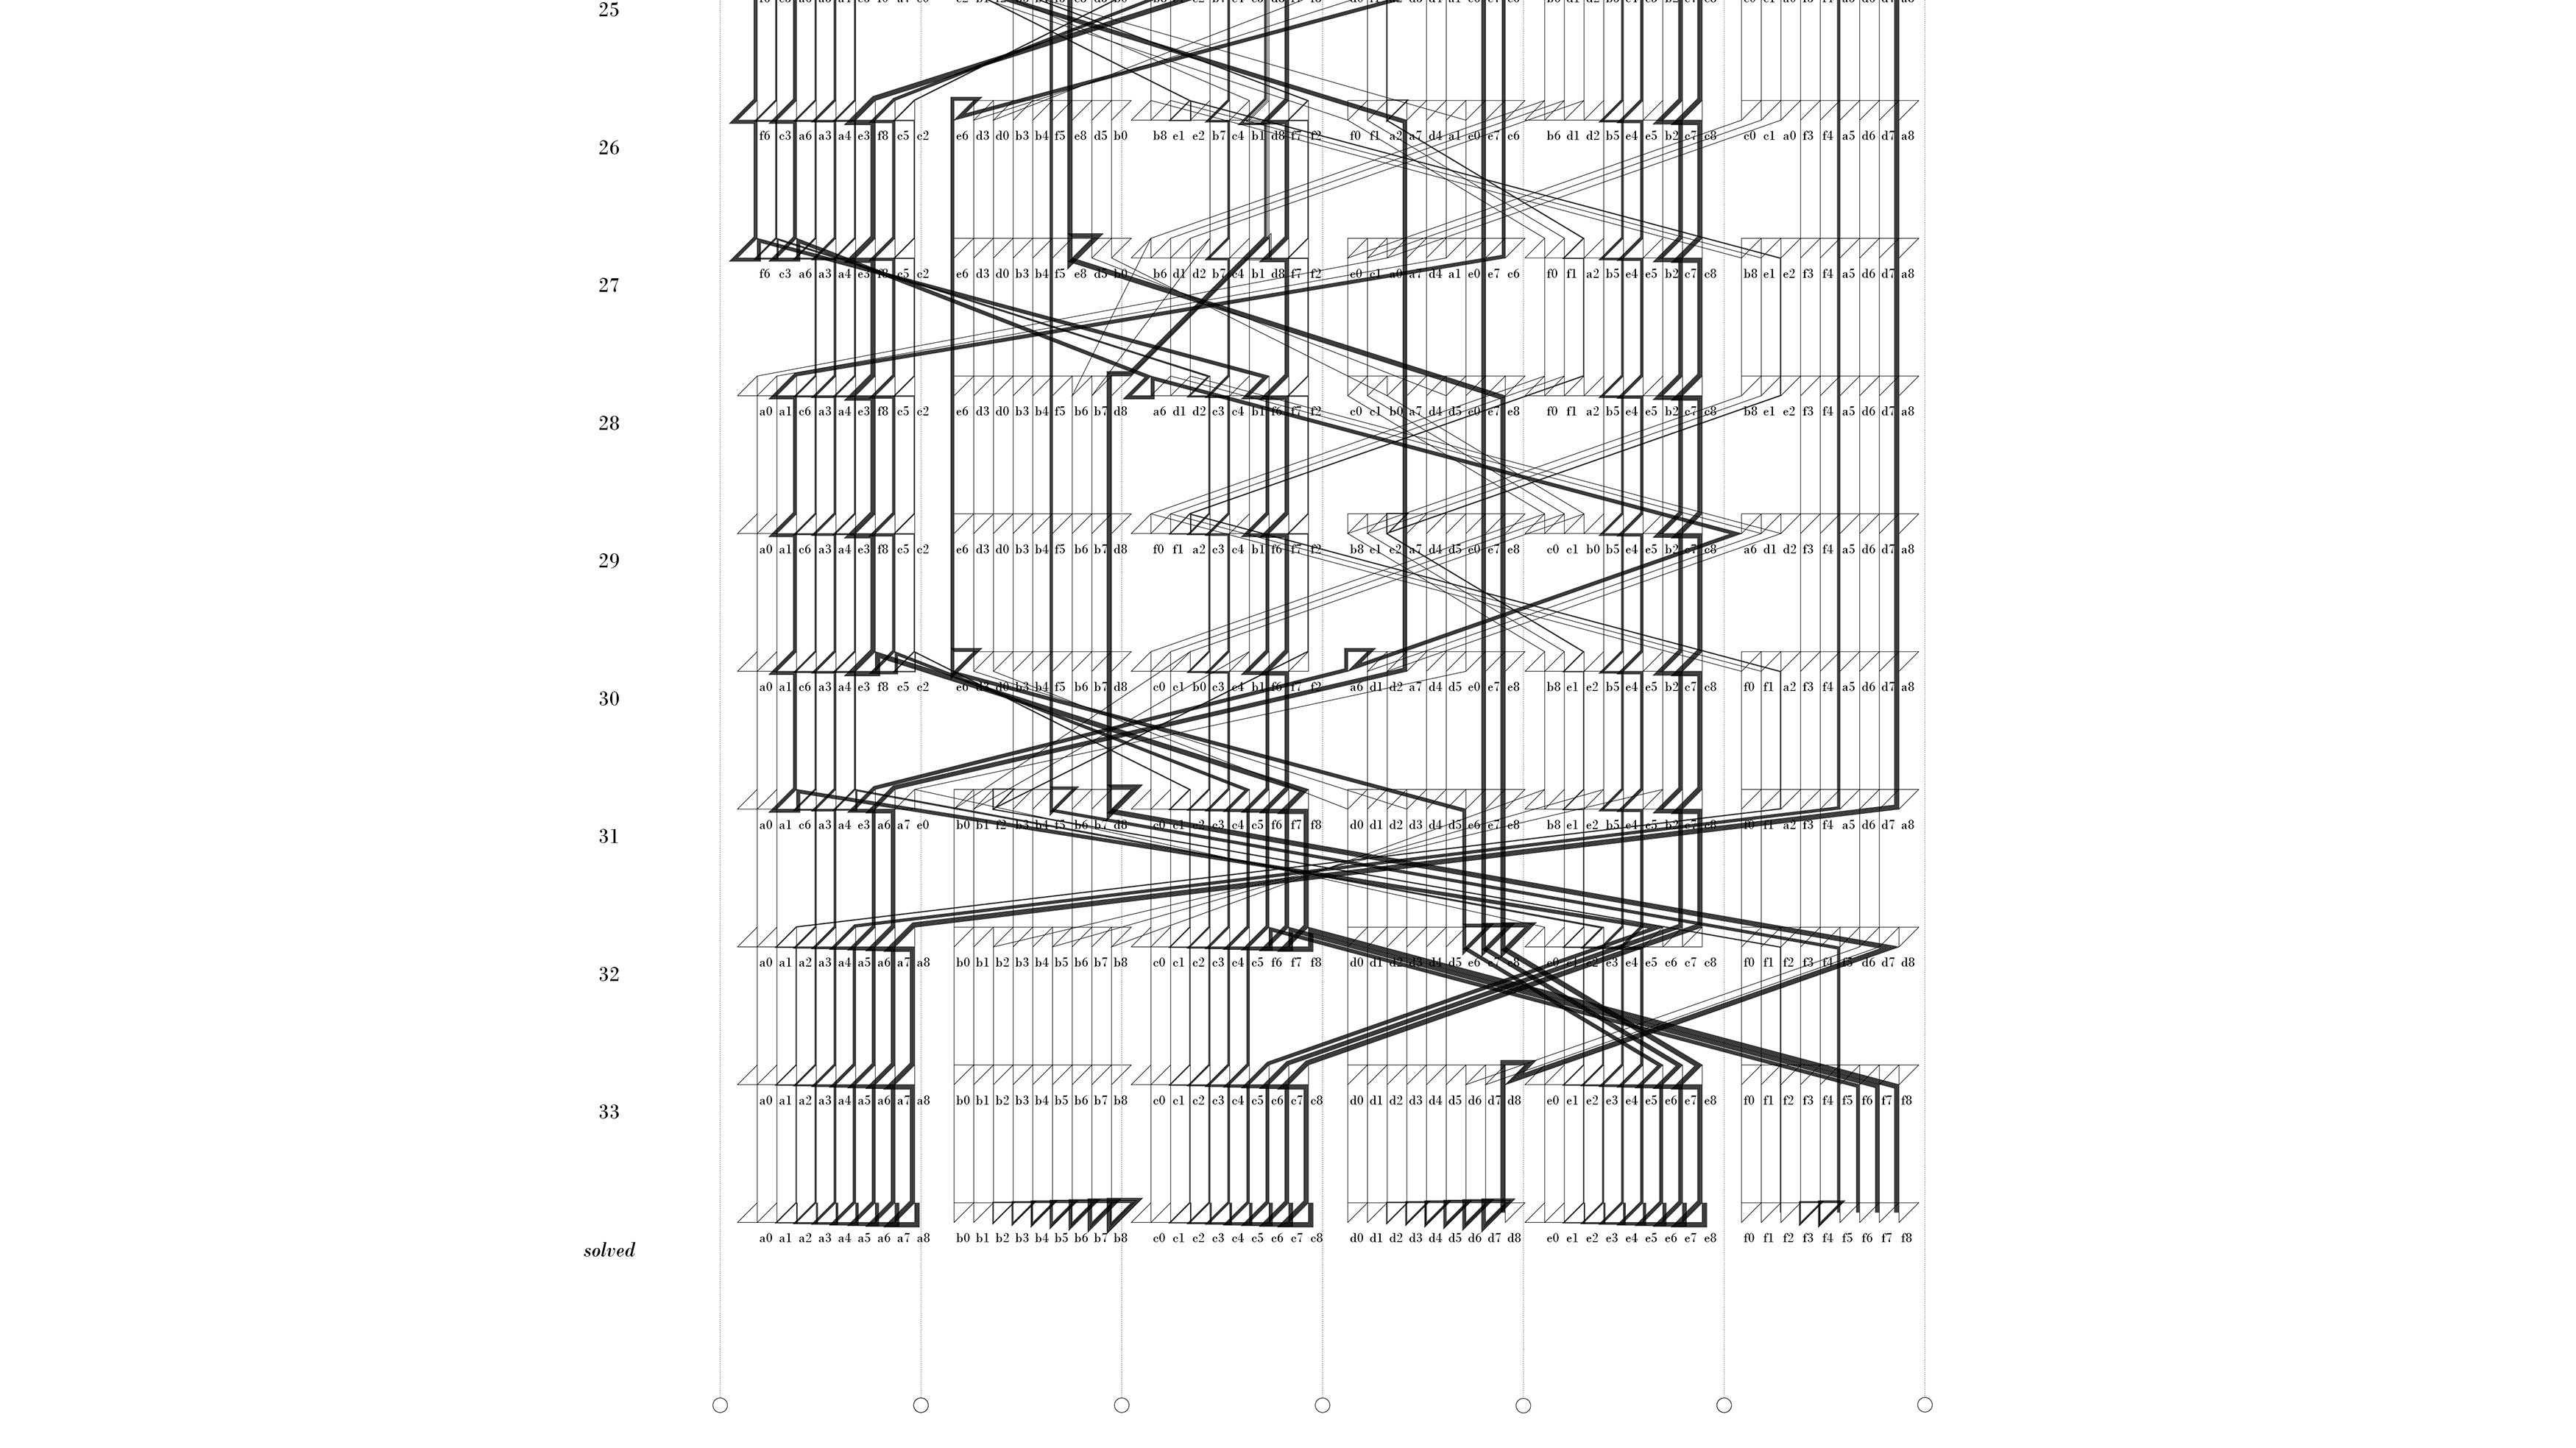 25
f6 c3 a6 a3 a4 e3 f8 c5 c2 e6 d3 d0 b3 b4 f5 e8 d5 b0 b8 e1 e2 b7 c4 b1 d8 f7 f2 f0 f1 a2 a7 d4 a1 e0 e7 c6 b6 d1 d2 b5 e4 e5 b2 c7 c8 c0 c1 a0 f3 f4 a5 d6 d7 a8
26
f6 c3 a6 a3 a4 e3 f8 c5 c2 e6 d3 d0 b3 b4 f5 e8 d5 b0 b6 d1 d2 b7 c4 b1 d8 f7 f2 c0 c1 a0 a7 d4 a1 e0 e7 c6 f0 f1 a2 b5 e4 e5 b2 c7 c8 b8 e1 e2 f3 f4 a5 d6 d7 a8
27
a0 a1 c6 a3 a4 e3 f8 c5 c2 e6 d3 d0 b3 b4 f5 b6 b7 d8 a6 d1 d2 c3 c4 b1 f6 f7 f2 c0 c1 b0 a7 d4 d5 e0 e7 e8 f0 f1 a2 b5 e4 e5 b2 c7 c8 b8 e1 e2 f3 f4 a5 d6 d7 a8
28
a0 a1 c6 a3 a4 e3 f8 c5 c2 e6 d3 d0 b3 b4 f5 b6 b7 d8 f0 f1 a2 c3 c4 b1 f6 f7 f2 b8 e1 e2 a7 d4 d5 e0 e7 e8 c0 c1 b0 b5 e4 e5 b2 c7 c8 a6 d1 d2 f3 f4 a5 d6 d7 a8
29
a0 a1 c6 a3 a4 e3 f8 c5 c2 e6 d3 d0 b3 b4 f5 b6 b7 d8 c0 c1 b0 c3 c4 b1 f6 f7 f2 a6 d1 d2 a7 d4 d5 e0 e7 e8 b8 e1 e2 b5 e4 e5 b2 c7 c8 f0 f1 a2 f3 f4 a5 d6 d7 a8
30
a0 a1 c6 a3 a4 e3 a6 a7 e0 b0 b1 f2 b3 b4 f5 b6 b7 d8 c0 c1 c2 c3 c4 c5 f6 f7 f8 d0 d1 d2 d3 d4 d5 e6 e7 e8 b8 e1 e2 b5 e4 e5 b2 c7 c8 f0 f1 a2 f3 f4 a5 d6 d7 a8
31
a0 a1 a2 a3 a4 a5 a6 a7 a8 b0 b1 b2 b3 b4 b5 b6 b7 b8 c0 c1 c2 c3 c4 c5 f6 f7 f8 d0 d1 d2 d3 d4 d5 e6 e7 e8 e0 e1 e2 e3 e4 e5 c6 c7 c8 f0 f1 f2 f3 f4 f5 d6 d7 d8
32
a0 a1 a2 a3 a4 a5 a6 a7 a8 b0 b1 b2 b3 b4 b5 b6 b7 b8 c0 c1 c2 c3 c4 c5 c6 c7 c8 d0 d1 d2 d3 d4 d5 d6 d7 d8 e0 e1 e2 e3 e4 e5 e6 e7 e8 f0 f1 f2 f3 f4 f5 f6 f7 f8
33
a0 a1 a2 a3 a4 a5 a6 a7 a8 b0 b1 b2 b3 b4 b5 b6 b7 b8 c0 c1 c2 c3 c4 c5 c6 c7 c8 d0 d1 d2 d3 d4 d5 d6 d7 d8 e0 e1 e2 e3 e4 e5 e6 e7 e8 f0 f1 f2 f3 f4 f5 f6 f7 f8
solved